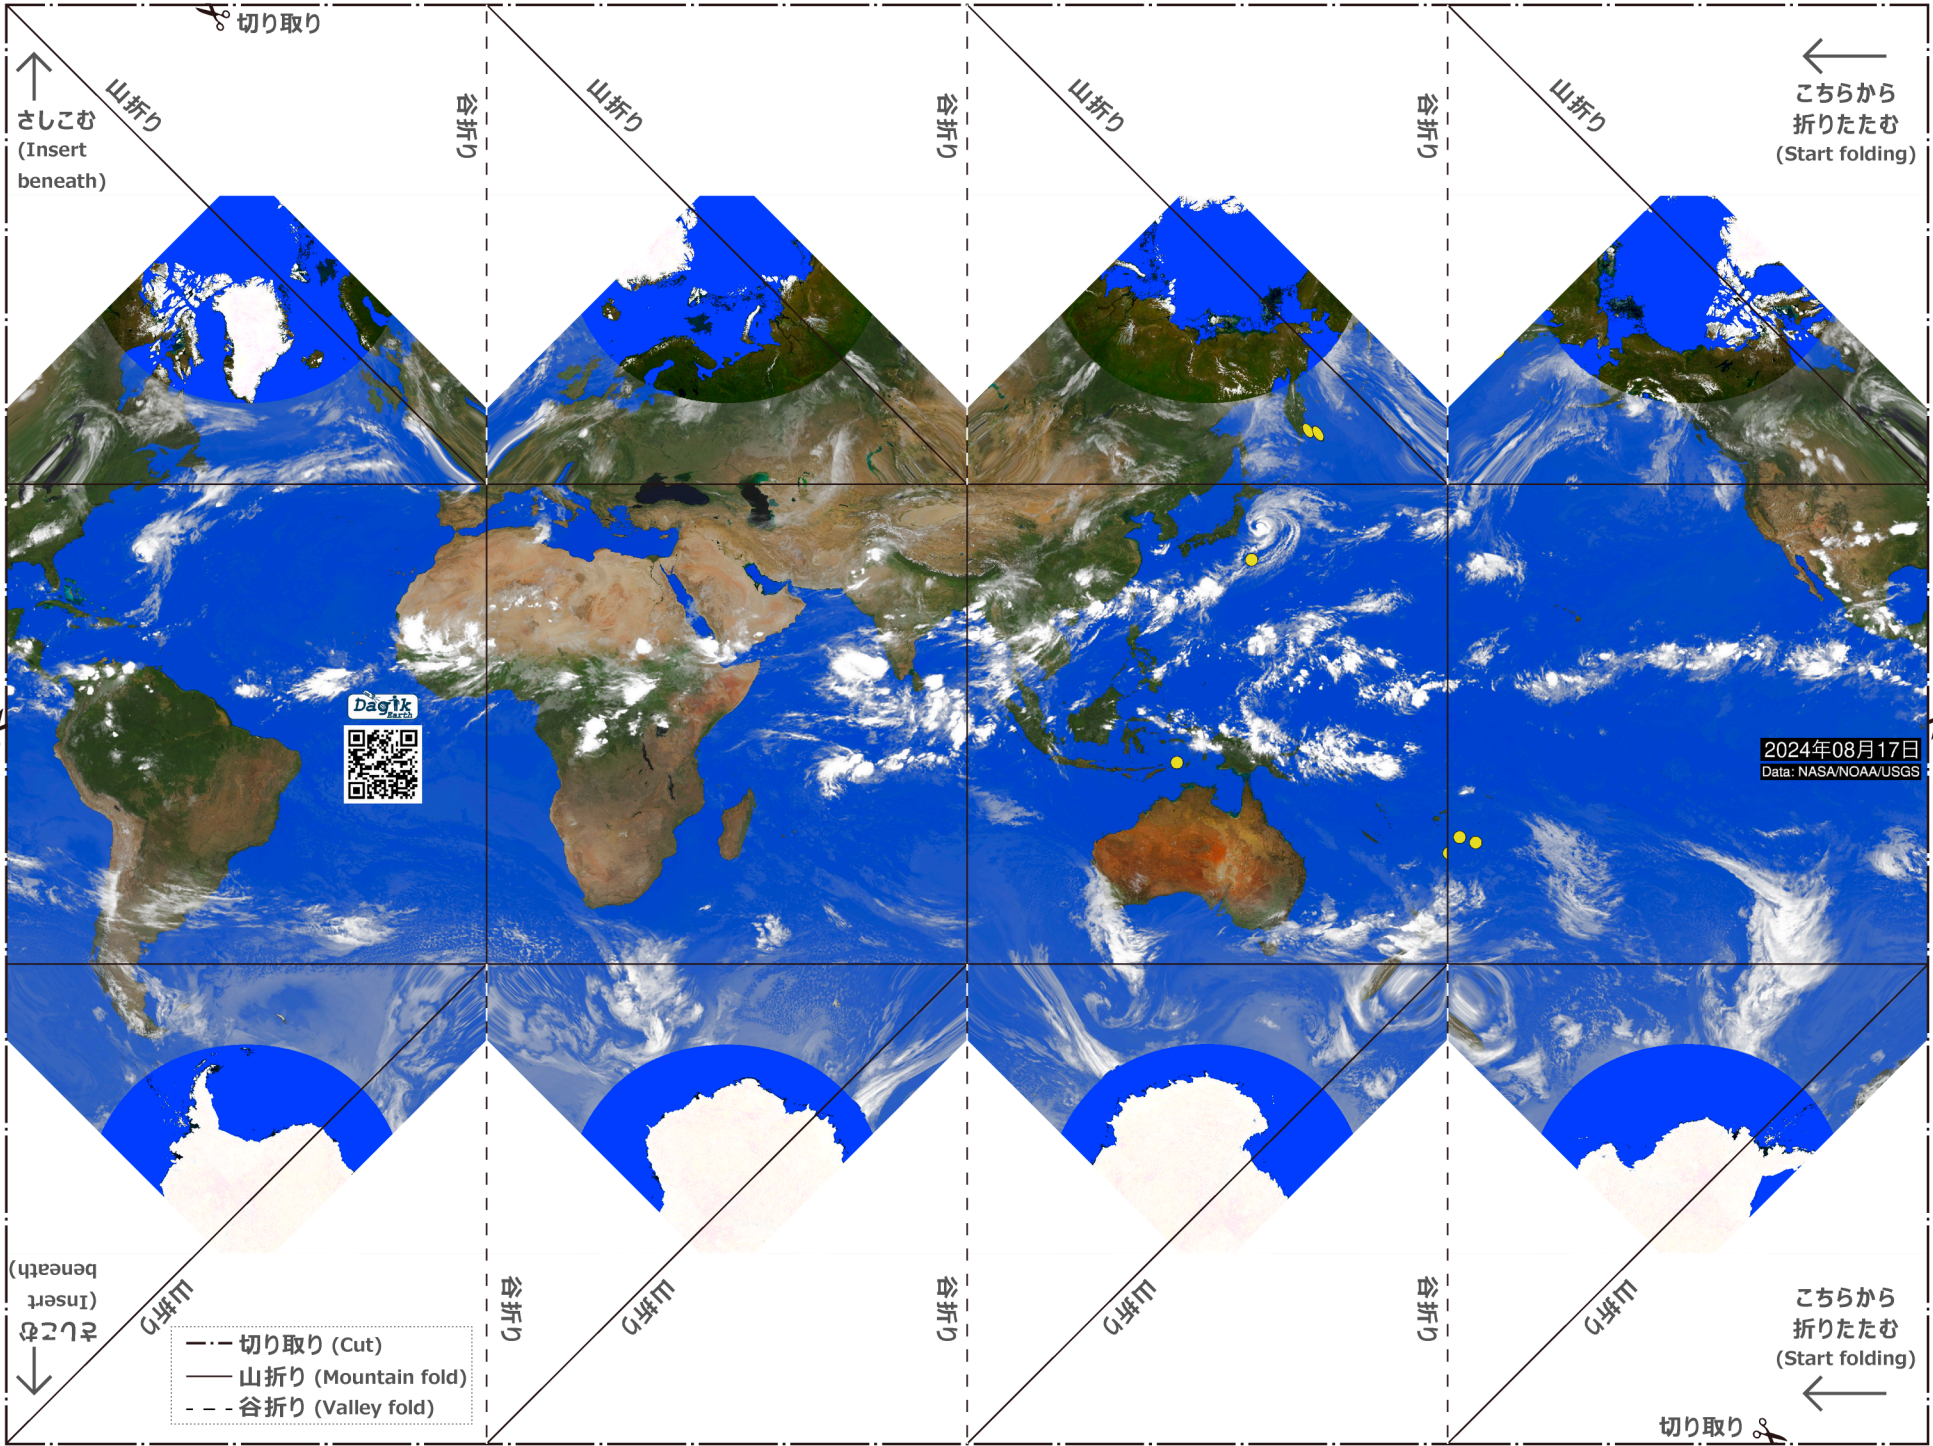 切り取り
山折り
山折り
山折り
山折り
谷折り
谷折り
谷折り
さしこむ
(Insert
beneath)
こちらから
折りたたむ
(Start folding)
Dagik
Earth
2024年08月17日
Data: NASA/NOAA/USGS
さしこむ
(Insert
beneath)
山折り
山折り
山折り
山折り
谷折り
谷折り
谷折り
切り取り (Cut)
山折り (Mountain fold)
谷折り (Valley fold)
こちらから
折りたたむ
(Start folding)
切り取り